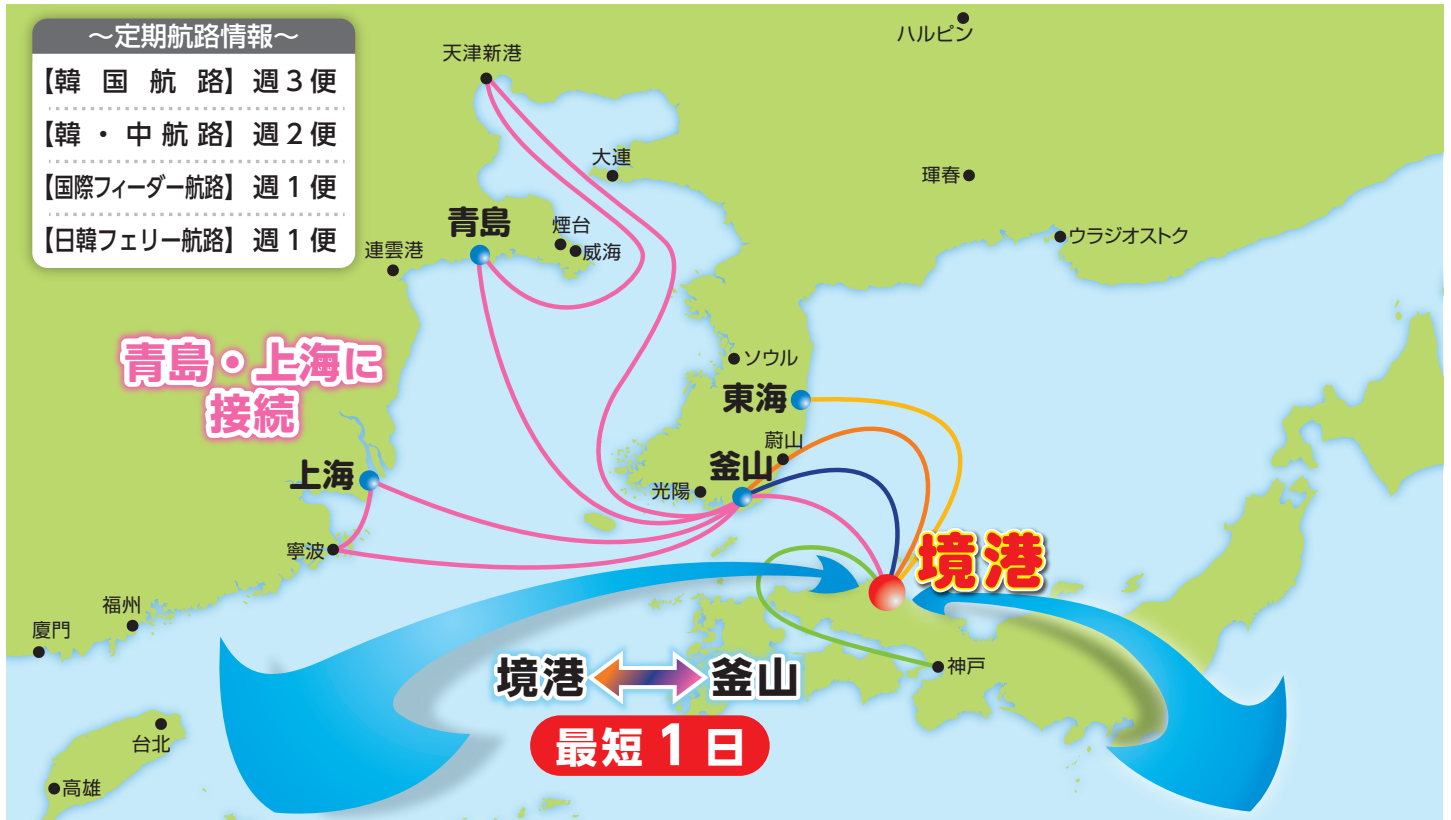 ～定期航路情報～
【韓国航路】週3便
【韓・中航路】週2便
【国際フィーダー航路】週1便
【日韓フェリー航路】週1便
ハルピン
天津新港
大連
琿春
青島
煙台
威海
ウラジオストク
連雲港
青島・上海に
接続
ソウル
東海
蔚山
釜山
光陽
上海
寧波
境港
福州
廈門
境港
釜山
神戸
最短1日
台北
高雄